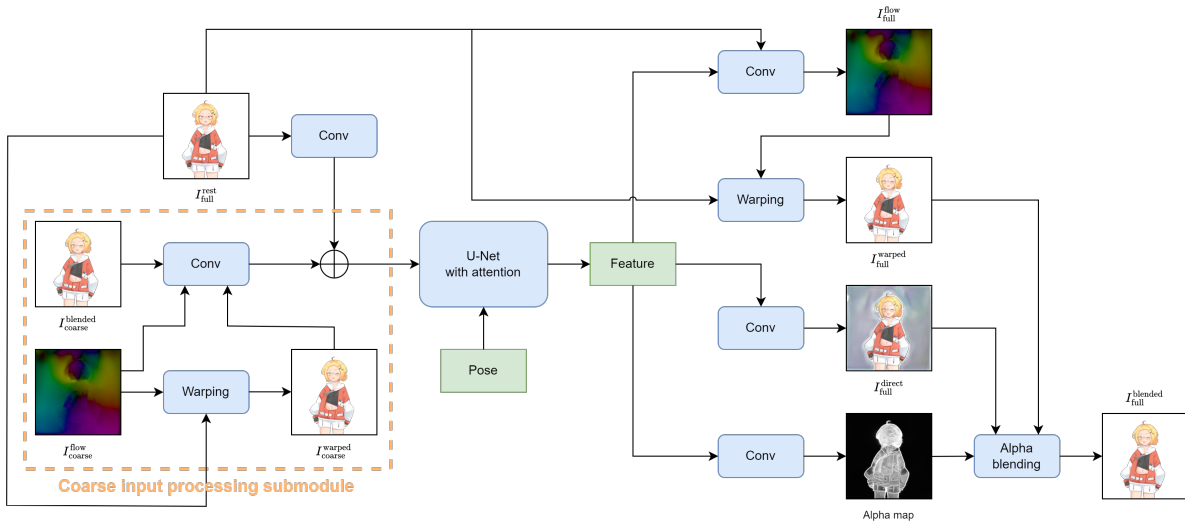 I_full^flow
Conv
I_full^rest
Conv
Warping
I_full^warped
I_coarse^blended
Conv
U-Net
with attention
Feature
Conv
I_full^direct
I_coarse^flow
Warping
I_coarse^warped
Pose
Conv
Alpha map
Alpha
blending
I_full^blended
Coarse input processing submodule